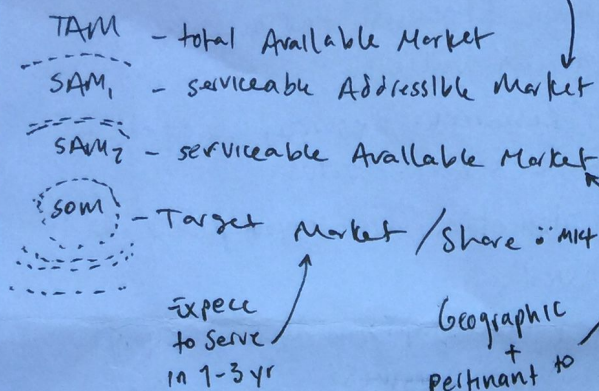 TAM - total Available Market
SAM1 - serviceable Addressible Market
SAM2 - serviceable Available Market
SOM - Target Market / Share
Expect
to Serve
in 1-3 yr
Geographic
+
pertinant to